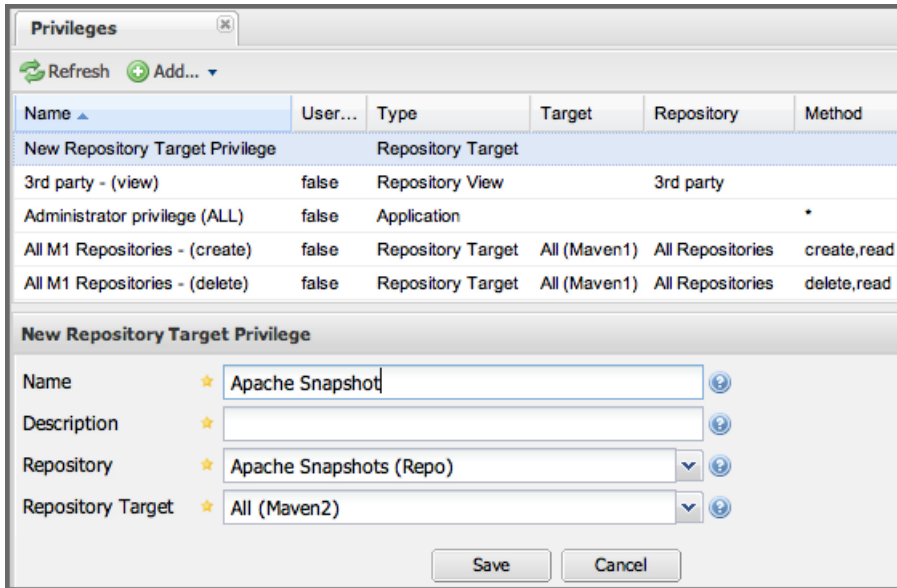 Privileges
Refresh Add...
Name User... Type Target Repository Method
New Repository Target Privilege Repository Target
3rd party - (view) false Repository View 3rd party
Administrator privilege (ALL) false Application *
All M1 Repositories - (create) false Repository Target All (Maven1) All Repositories create,read
All M1 Repositories - (delete) false Repository Target All (Maven1) All Repositories delete,read
New Repository Target Privilege
Name Apache Snapshot
Description
Repository Apache Snapshots (Repo)
Repository Target All (Maven2)
Save Cancel